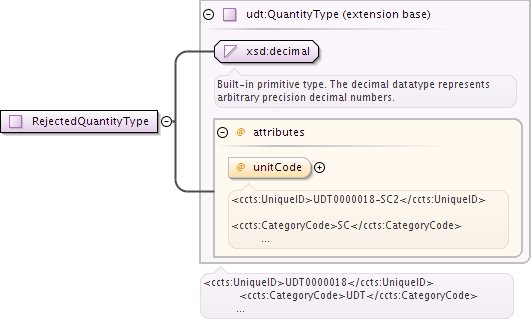 udt:QuantityType (extension base)
xsd:decimal
Built-in primitive type. The decimal datatype represents
arbitrary precision decimal numbers.
RejectedQuantityType
@ attributes
@ unitCode
<ccts:UniqueID>UDT0000018-SC2</ccts:UniqueID>
<ccts:CategoryCode>SC</ccts:CategoryCode>
...
<ccts:UniqueID>UDT0000018</ccts:UniqueID>
<ccts:CategoryCode>UDT</ccts:CategoryCode>
...